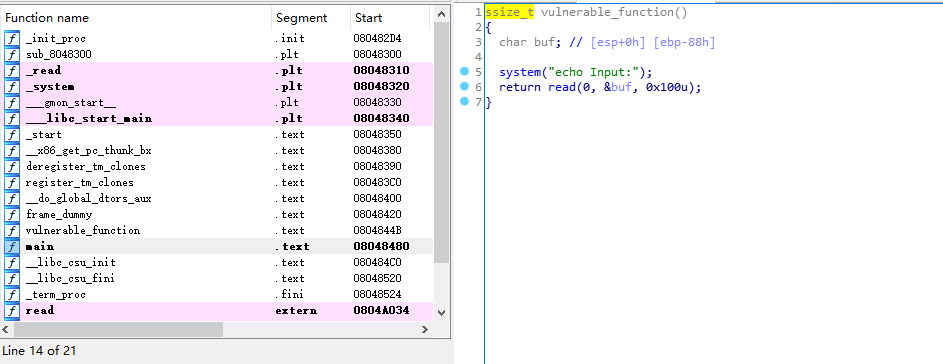 Function name Segment Start
f _init_proc .init 080482D4
f sub_8048300 .plt 08048300
f _read .plt 08048310
f _system .plt 08048320
f ___gmon_start__ .plt 08048330
f ___libc_start_main .plt 08048340
f _start .text 08048350
f __x86_get_pc_thunk_bx .text 08048380
f deregister_tm_clones .text 08048390
f register_tm_clones .text 080483C0
f __do_global_dtors_aux .text 08048400
f frame_dummy .text 08048420
f vulnerable_function .text 0804844B
f main .text 08048480
f __libc_csu_init .text 080484C0
f __libc_csu_fini .text 08048520
f _term_proc .fini 08048524
f read extern 0804A034
Line 14 of 21
1 ssize_t vulnerable_function()
2 {
3 char buf; // [esp+0h] [ebp-88h]
4
5 system("echo Input:");
6 return read(0, &buf, 0x100u);
7 }